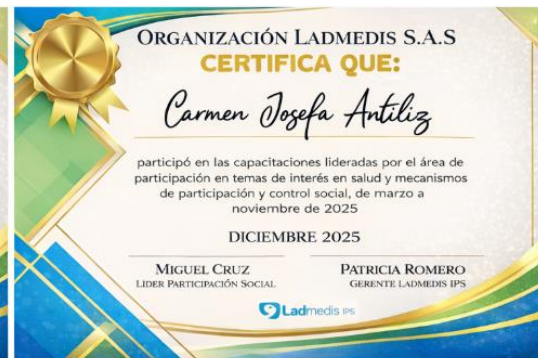 ORGANIZACIÓN LADMEDIS S.A.S
CERTIFICA QUE:
Carmen Josefa Antiliz
participó en las capacitaciones lideradas por el área de
participación en temas de interés en salud y mecanismos
de participación y control social, de marzo a
noviembre de 2025
DICIEMBRE 2025
MIGUEL CRUZ
LIDER PARTICIPACIÓN SOCIAL
PATRICIA ROMERO
GERENTE LADMEDIS IPS
Ladmedis IPS